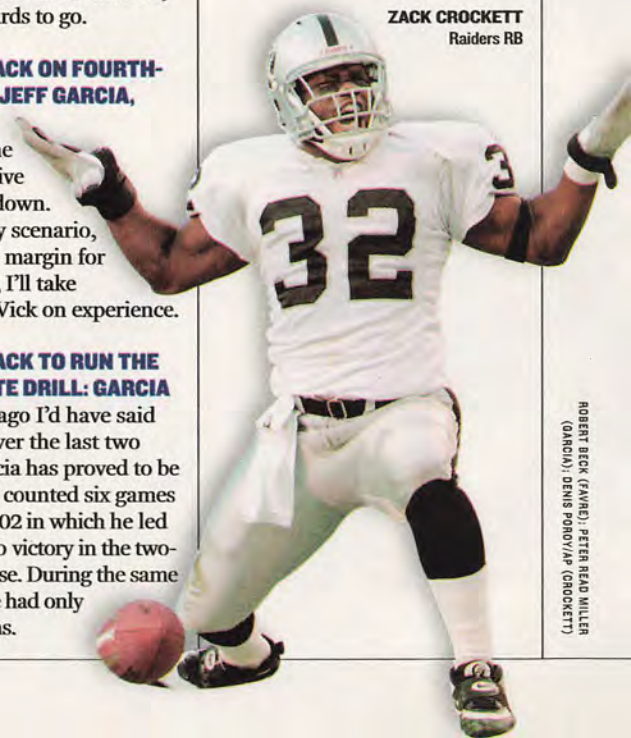 rds to go.
ACK ON FOURTH-
JEFF GARCIA,
ne
ive
down.
y scenario,
margin for
, I'll take
Vick on experience.
ACK TO RUN THE
TE DRILL: GARCIA
ago I'd have said
ver the last two
cia has proved to be
counted six games
02 in which he led
o victory in the two-
se. During the same
e had only
ns.
ZACK CROCKETT
Raiders RB
32
3
ROBERT BECK (FAVRE); PETER READ MILLER
(GARCIA); DENIS POROY/AP (CROCKETT)